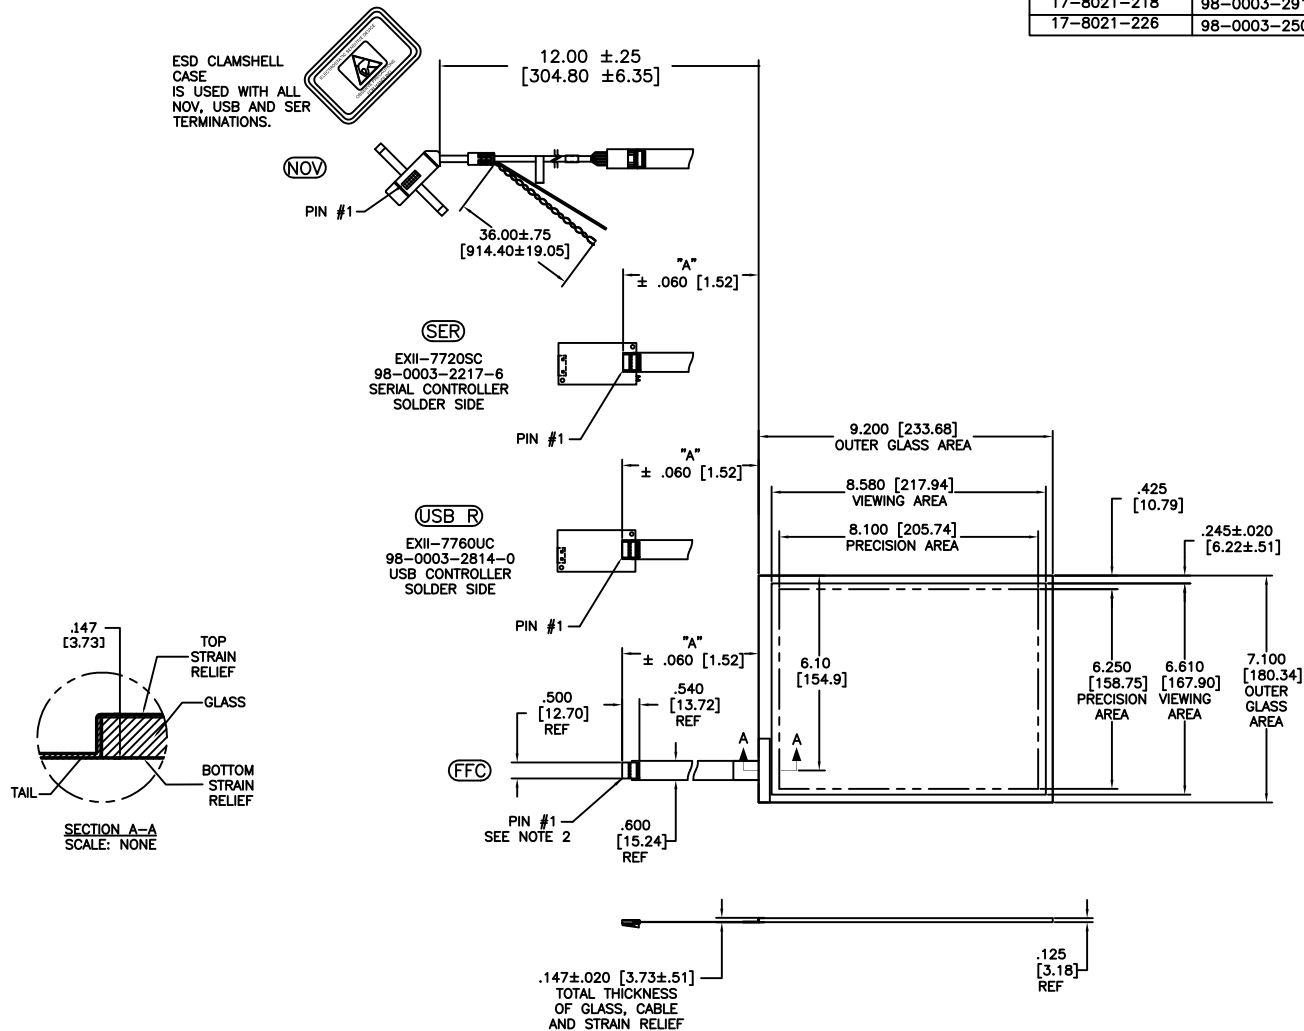 17-8021-218
17-8021-226 98-0003-250
ESD CLAMSHELL
CASE
IS USED WITH ALL
NOV, USB AND SER
TERMINATIONS.
12.00 ±.25
[304.80 ±6.35]
NOV
PIN #1
36.00±.75
[914.40±19.05]
"A"
± .060 [1.52]
SER
EXII-7720SC
98-0003-2217-6
SERIAL CONTROLLER
SOLDER SIDE
PIN #1
"A"
± .060 [1.52]
USB R
EXII-7760UC
98-0003-2814-0
USB CONTROLLER
SOLDER SIDE
PIN #1
9.200 [233.68]
OUTER GLASS AREA
8.580 [217.94]
VIEWING AREA
8.100 [205.74]
PRECISION AREA
.425
[10.79]
.245±.020
[6.22±.51]
"A"
± .060 [1.52]
6.10
[154.9]
6.250
[158.75]
PRECISION
AREA
6.610
[167.90]
VIEWING
AREA
7.100
[180.34]
OUTER
GLASS
AREA
.500
[12.70]
REF
.540
[13.72]
REF
A A
FFC
PIN #1
SEE NOTE 2
.600
[15.24]
REF
.147
[3.73]
TOP
STRAIN
RELIEF
GLASS
TAIL
BOTTOM
STRAIN
RELIEF
SECTION A-A
SCALE: NONE
.147±.020 [3.73±.51]
TOTAL THICKNESS
OF GLASS, CABLE
AND STRAIN RELIEF
.125
[3.18]
REF